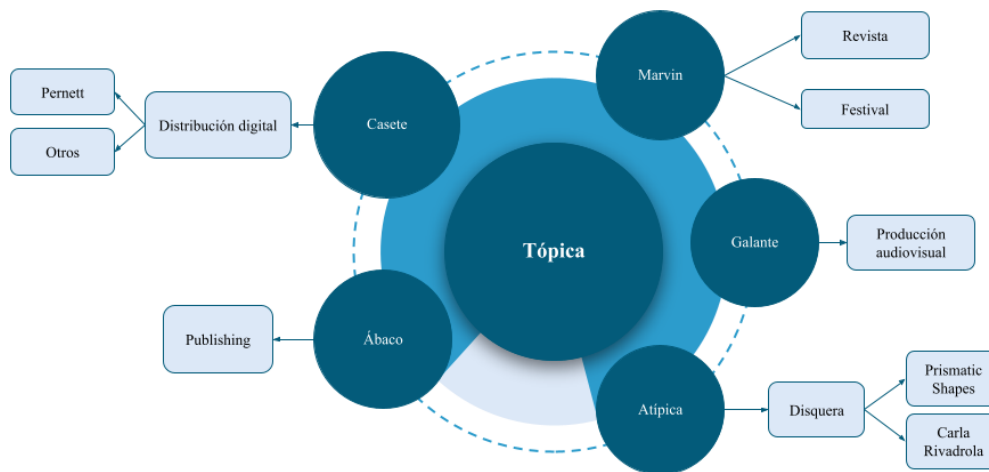 Revista
Marvin
Pernett
Festival
Distribución digital
Casete
Otros
Tópica
Galante
Producción
audiovisual
Publishing
Ábaco
Prismatic
Shapes
Atípica
Disquera
Carla
Rivadrola